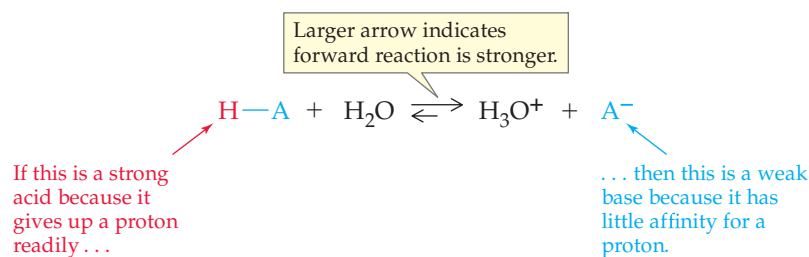 Larger arrow indicates
forward reaction is stronger.
H—A + H₂O ⇌ H₃O⁺ + A⁻
If this is a strong
acid because it
gives up a proton
readily . . .
. . . then this is a weak
base because it has
little affinity for a
proton.